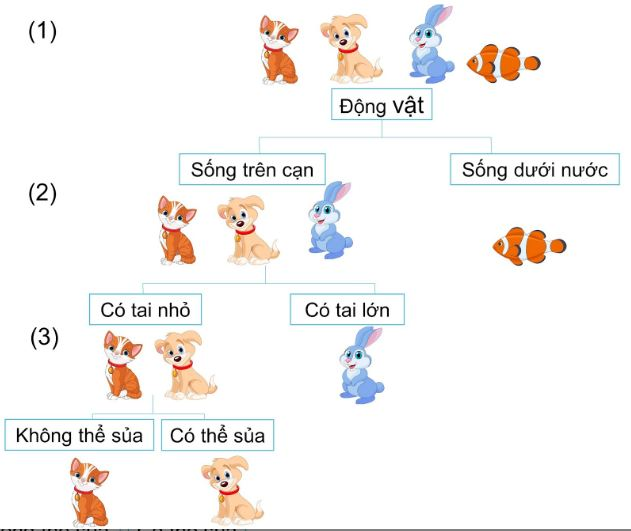 (1)
Động vật
Sống trên cạn
Sống dưới nước
(2)
Có tai nhỏ
Có tai lớn
(3)
Không thể sủa
Có thể sủa